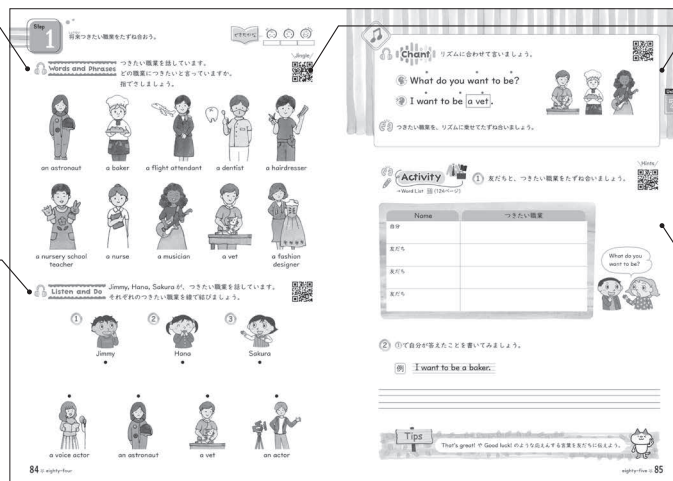 Step
1
将来つきたい職業をたずね合おう。
Words and Phrases
つきたい職業を話しています。
どの職業につきたいと言っていますか。
指でさしましょう。
an astronaut
a baker
a flight attendant
a dentist
a hairdresser
a nursery school
teacher
a nurse
a musician
a vet
a fashion
designer
Listen and Do
Jimmy, Hana, Sakura が、つきたい職業を話しています。
それぞれのつきたい職業を線で結びましょう。
①
②
③
Jimmy
Hana
Sakura
a voice actor
an astronaut
a vet
an actor
84 eighty-four
Chant リズムに合わせて言いましょう。
What do you want to be?
I want to be a vet.
つきたい職業を、リズムに乗せてたずね合いましょう。
Activity
① 友だちと、つきたい職業をたずね合いましょう。
Hints
→Word List (124ページ)
Name
つきたい職業
自分
友だち
友だち
友だち
What do you
want to be?
② ①で自分が答えたことを書いてみましょう。
例 I want to be a baker.
Tips
That's great! や Good luck! のような応えんする言葉を友だちに伝えよう。
eighty-five 85